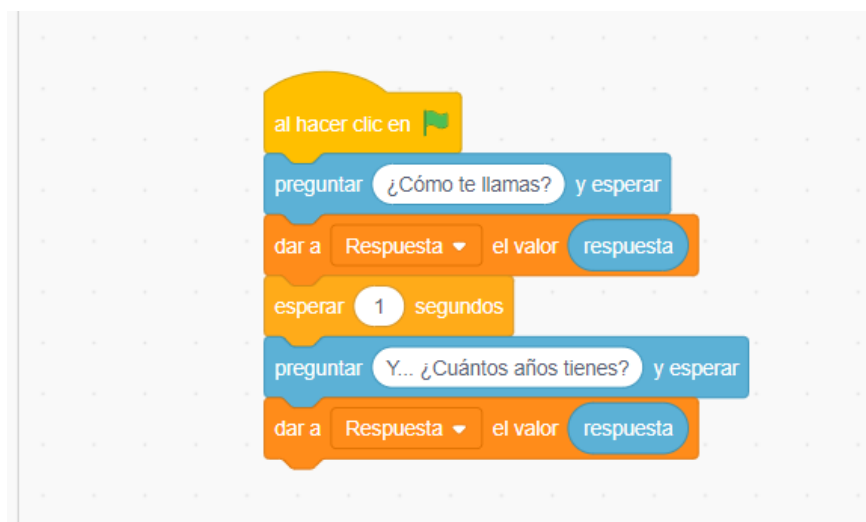 al hacer clic en
preguntar ¿Cómo te llamas? y esperar
dar a Respuesta el valor respuesta
esperar 1 segundos
preguntar Y... ¿Cuántos años tienes? y esperar
dar a Respuesta el valor respuesta